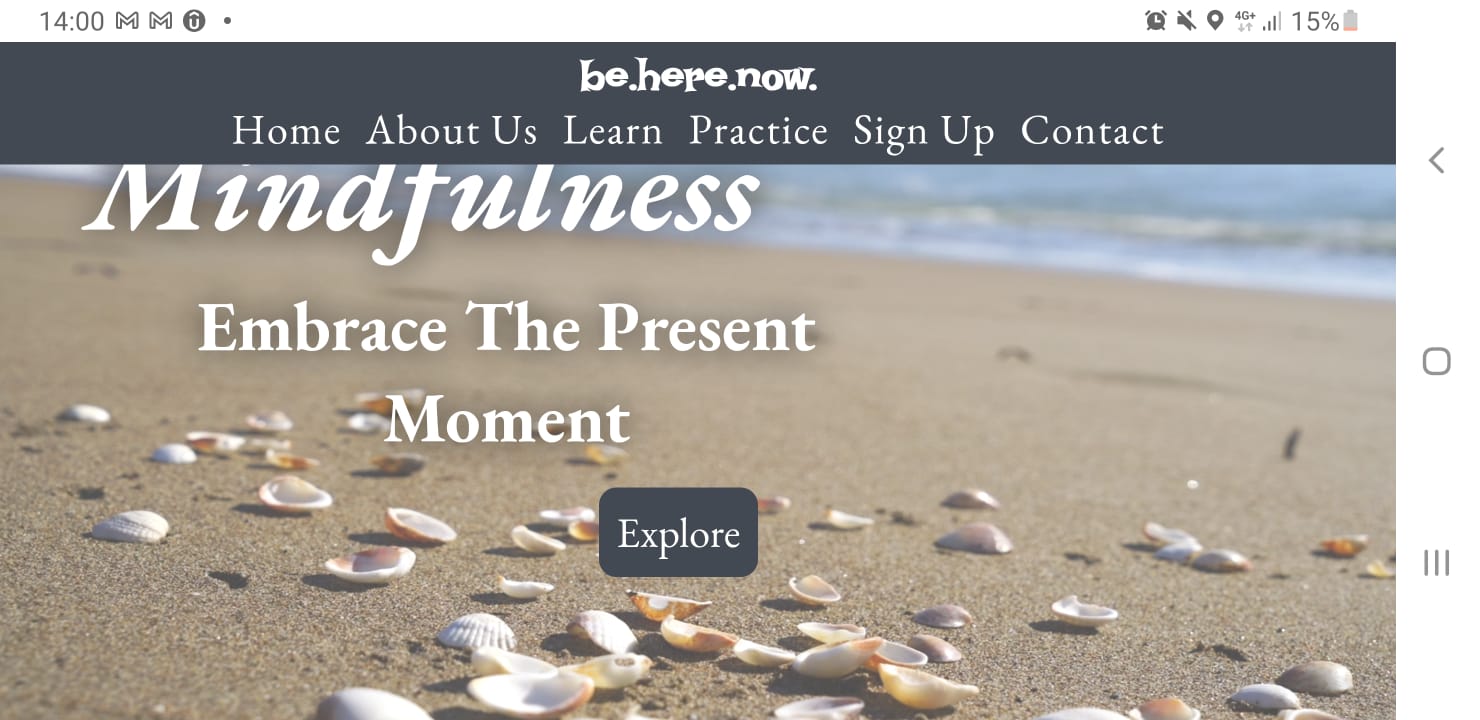 14:00
4G+ 15%
be.here.now.
Home About Us Learn Practice Sign Up Contact
Mindfulness
Embrace The Present
Moment
Explore